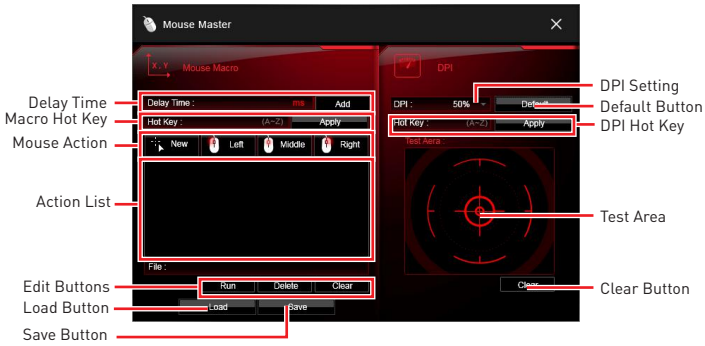 Mouse Master
X , Y Mouse Macro
DPI
Delay Time
Delay Time : ms Add
DPI : 50% Default
DPI Setting
Default Button
Macro Hot Key
Hot Key : (A~Z) Apply
Hot Key : (A~Z) Apply
DPI Hot Key
Mouse Action
New Left Middle Right
Test Aera :
Action List
Test Area
File :
Edit Buttons
Run Delete Clear
Clear
Clear Button
Load Button
Load Save
Save Button